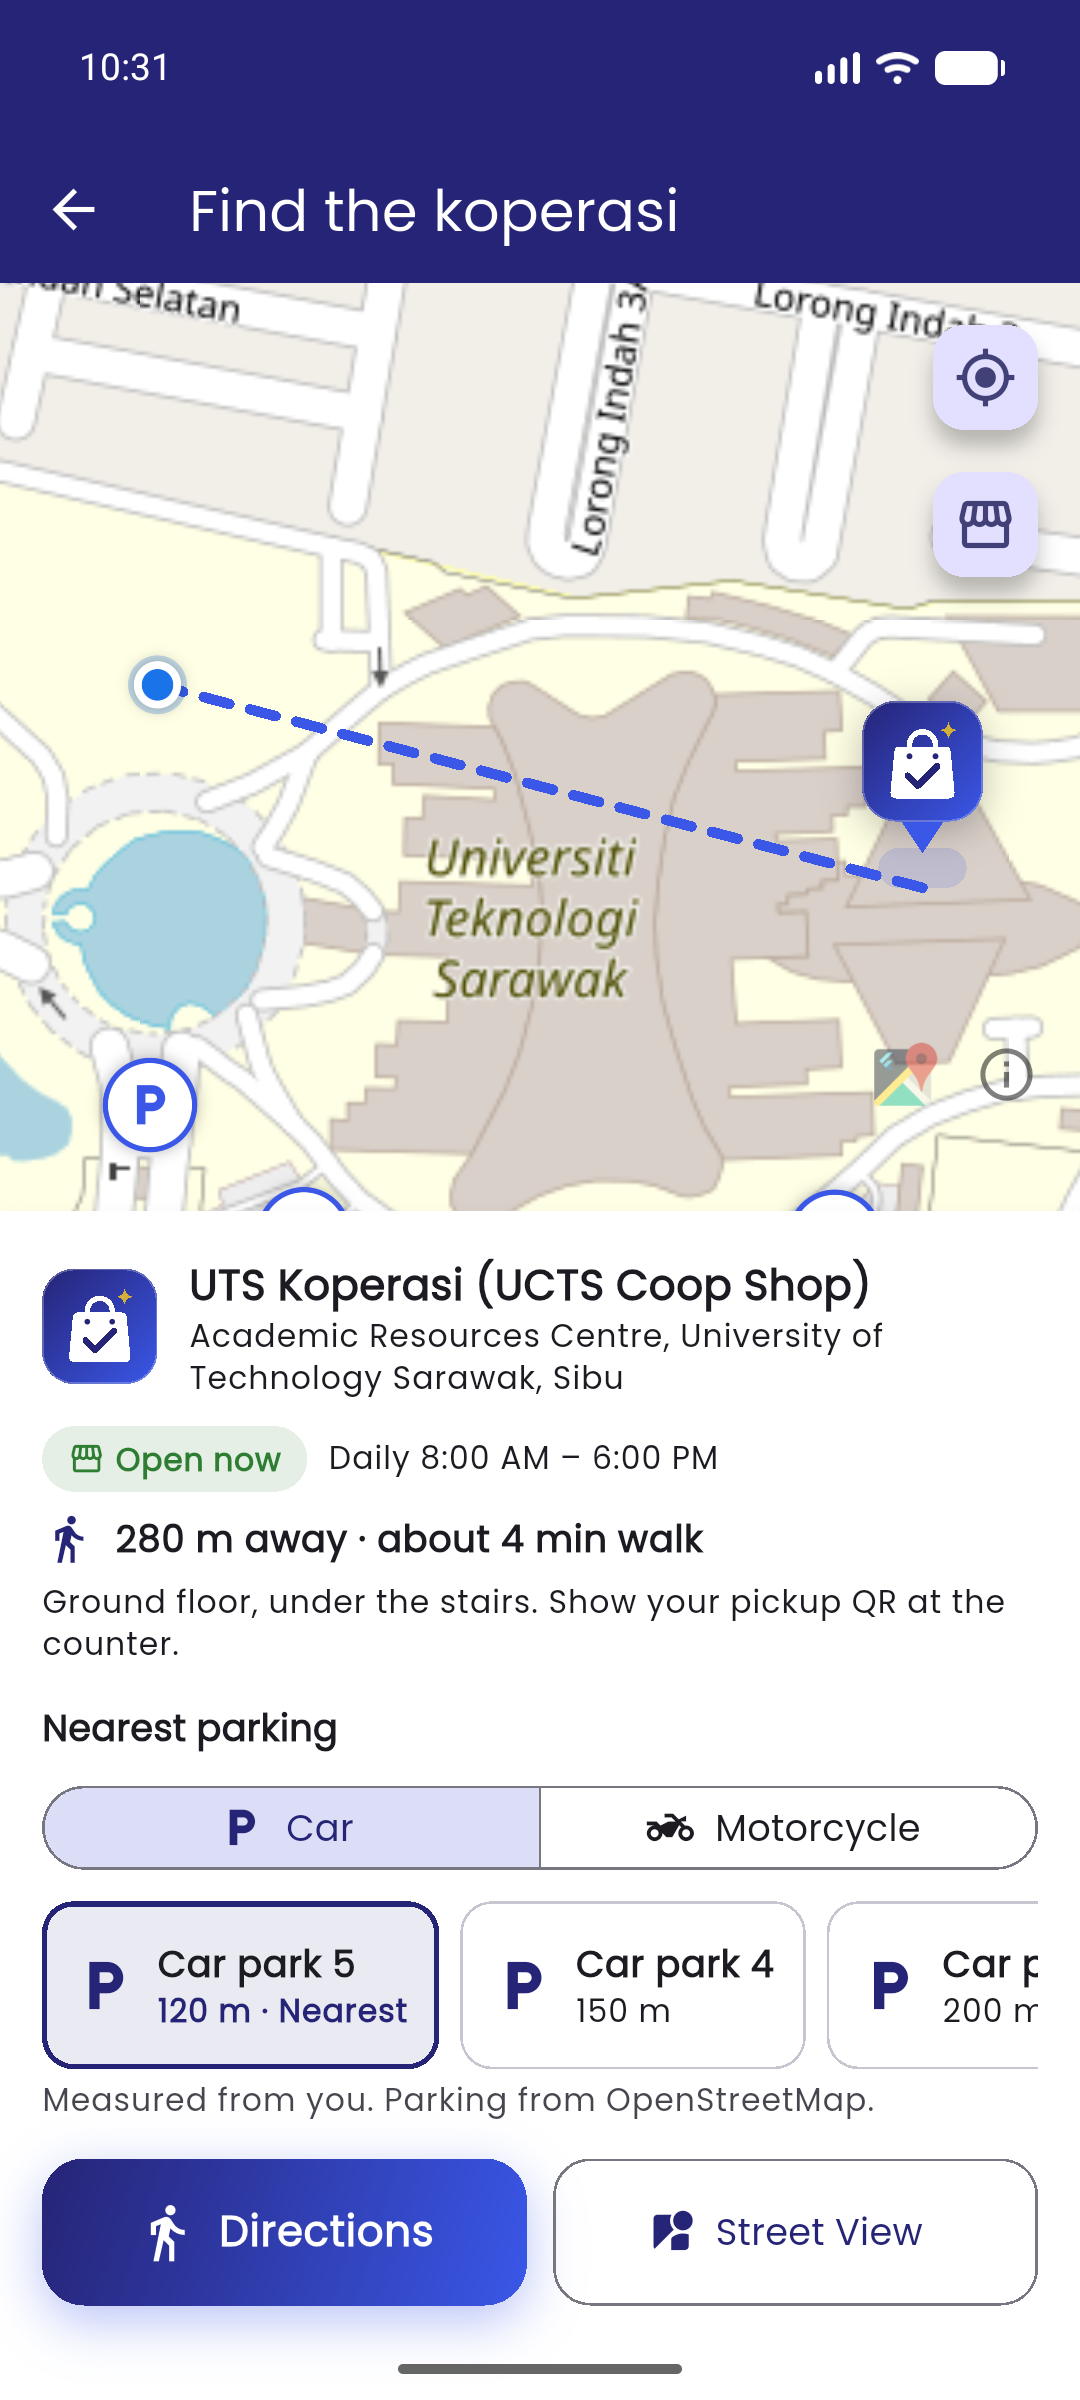 10:31
Find the koperasi
Selatan
Lorong Indah
Lorong
Universiti
Teknologi
Sarawak
P
UTS Koperasi (UCTS Coop Shop)
Academic Resources Centre, University of
Technology Sarawak, Sibu
Open now Daily 8:00 AM – 6:00 PM
280 m away · about 4 min walk
Ground floor, under the stairs. Show your pickup QR at the
counter.
Nearest parking
P Car Motorcycle
P Car park 5 P Car park 4 P Car
120 m · Nearest 150 m 200 m
Measured from you. Parking from OpenStreetMap.
Directions Street View